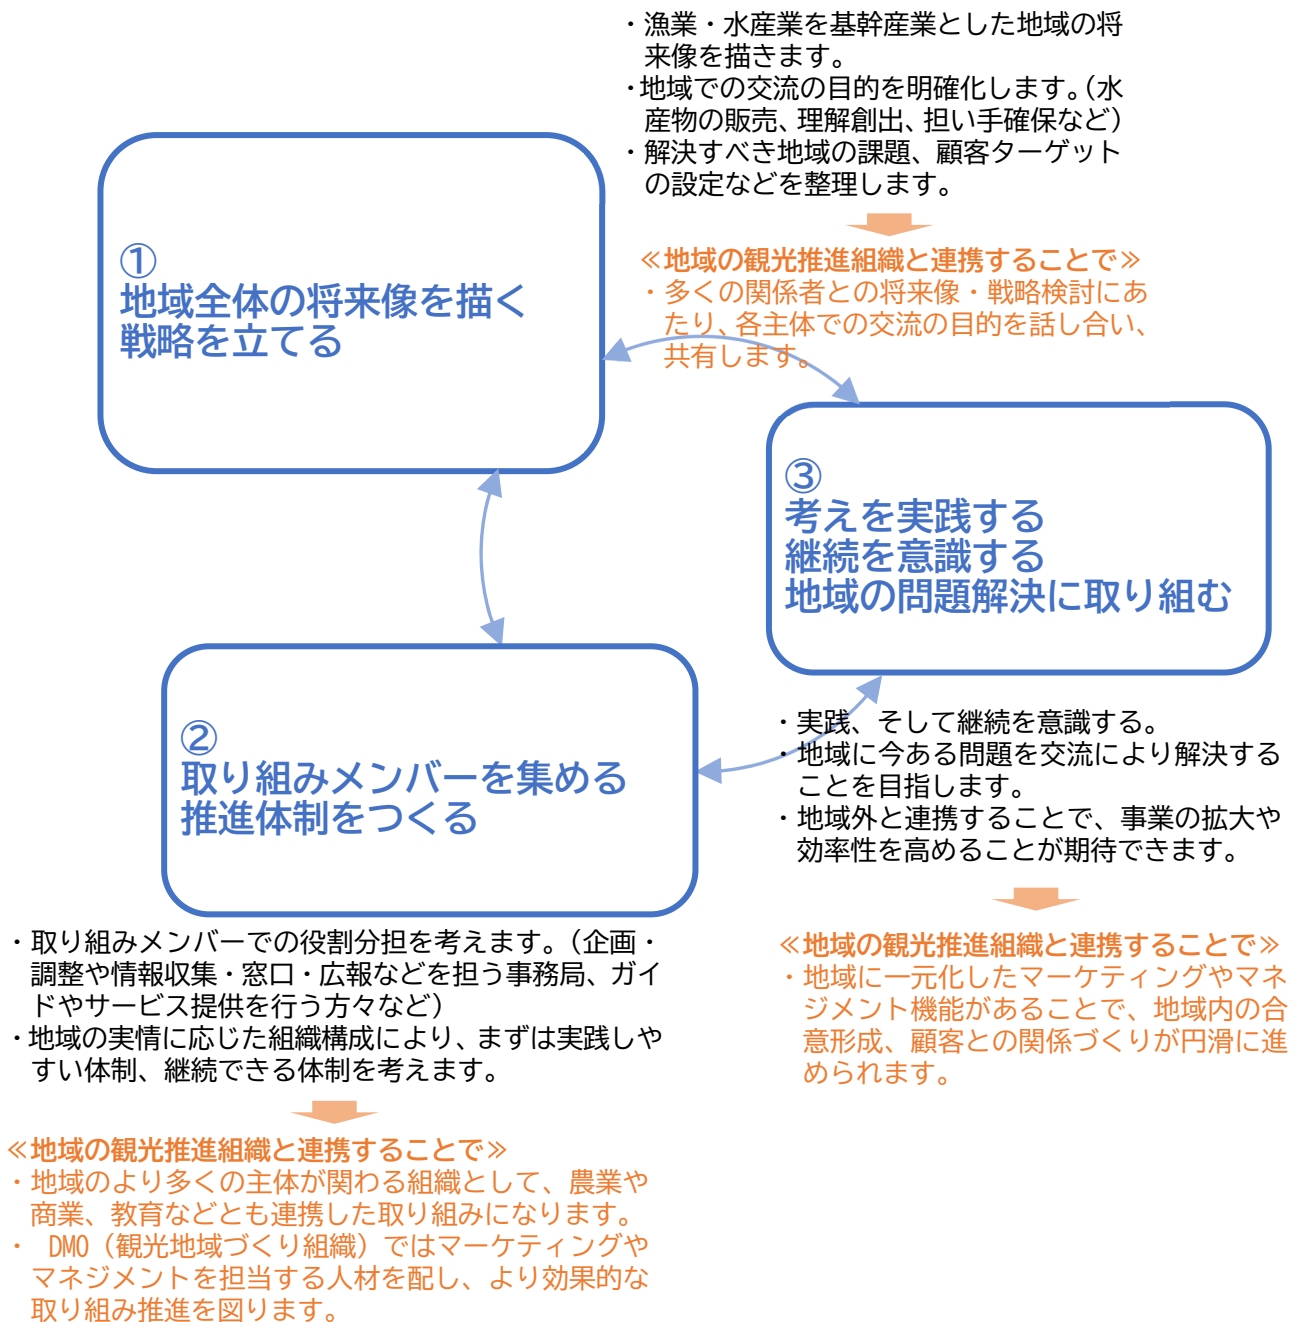 ・漁業・水産業を基幹産業とした地域の将
来像を描きます。
・地域での交流の目的を明確化します。（水
産物の販売、理解創出、担い手確保など）
・解決すべき地域の課題、顧客ターゲット
の設定などを整理します。
≪地域の観光推進組織と連携することで≫
・多くの関係者との将来像・戦略検討にあ
たり、各主体での交流の目的を話し合い、
共有します。
①
地域全体の将来像を描く
戦略を立てる
③
考えを実践する
継続を意識する
地域の問題解決に取り組む
・実践、そして継続を意識する。
・地域に今ある問題を交流により解決する
ことを目指します。
・地域外と連携することで、事業の拡大や
効率性を高めることが期待できます。
≪地域の観光推進組織と連携することで≫
・地域に一元化したマーケティングやマネ
ジメント機能があることで、地域内の合
意形成、顧客との関係づくりが円滑に進
められます。
②
取り組みメンバーを集める
推進体制をつくる
・取り組みメンバーでの役割分担を考えます。（企画・
調整や情報収集・窓口・広報などを担う事務局、ガイ
ドやサービス提供を行う方々など）
・地域の実情に応じた組織構成により、まずは実践しや
すい体制、継続できる体制を考えます。
≪地域の観光推進組織と連携することで≫
・地域のより多くの主体が関わる組織として、農業や
商業、教育などとも連携した取り組みになります。
・ DMO（観光地域づくり組織）ではマーケティングや
マネジメントを担当する人材を配し、より効果的な
取り組み推進を図ります。